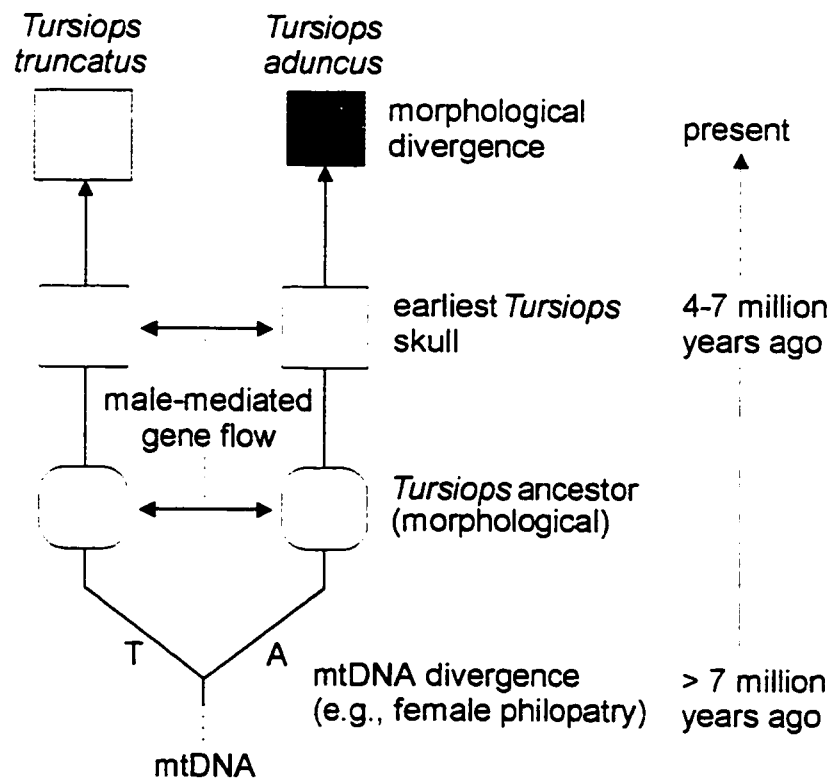 Tursiops
truncatus
Tursiops
aduncus
morphological
divergence
present
earliest Tursiops
skull
4-7 million
years ago
male-mediated
gene flow
Tursiops ancestor
(morphological)
T
A
mtDNA divergence
(e.g., female philopatry)
> 7 million
years ago
mtDNA